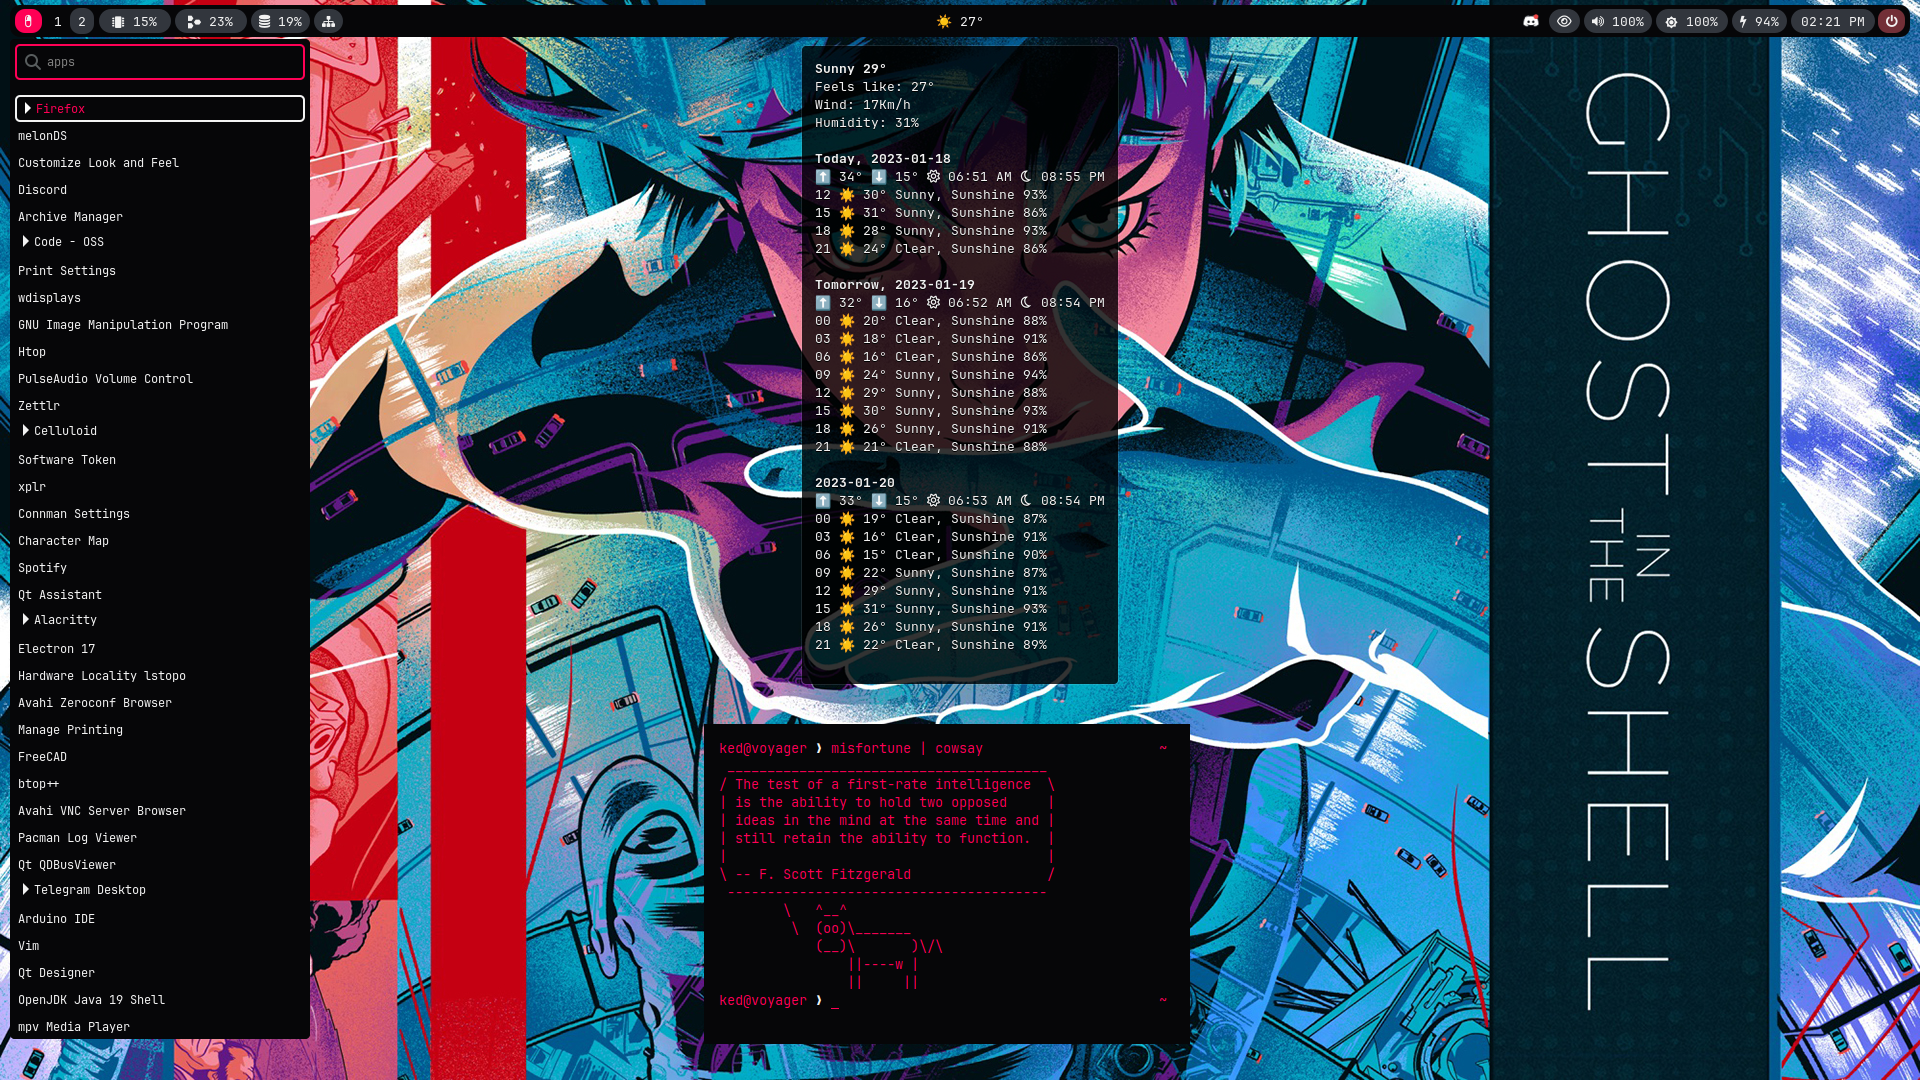 1 2 15% 23% 19%
27°
100% 100% 94% 02:21 PM
apps
Firefox
melonDS
Customize Look and Feel
Discord
Archive Manager
Code - OSS
Print Settings
wdisplays
GNU Image Manipulation Program
Htop
PulseAudio Volume Control
Zettlr
Celluloid
Software Token
xplr
Connman Settings
Character Map
Spotify
Qt Assistant
Alacritty
Electron 17
Hardware Locality lstopo
Avahi Zeroconf Browser
Manage Printing
FreeCAD
btop++
Avahi VNC Server Browser
Pacman Log Viewer
Qt QDBusViewer
Telegram Desktop
Arduino IDE
Vim
Qt Designer
OpenJDK Java 19 Shell
mpv Media Player
Sunny 29°
Feels like: 27°
Wind: 17Km/h
Humidity: 31%
Today, 2023-01-18
⬆️ 34° ⬇️ 15° 06:51 AM 08:55 PM
12 ☀️ 30° Sunny, Sunshine 93%
15 ☀️ 31° Sunny, Sunshine 86%
18 ☀️ 28° Sunny, Sunshine 93%
21 ☀️ 24° Clear, Sunshine 86%
Tomorrow, 2023-01-19
⬆️ 32° ⬇️ 16° 06:52 AM 08:54 PM
00 ☀️ 20° Clear, Sunshine 88%
03 ☀️ 18° Clear, Sunshine 91%
06 ☀️ 16° Clear, Sunshine 86%
09 ☀️ 24° Sunny, Sunshine 94%
12 ☀️ 29° Sunny, Sunshine 88%
15 ☀️ 30° Sunny, Sunshine 93%
18 ☀️ 26° Sunny, Sunshine 91%
21 ☀️ 21° Clear, Sunshine 88%
2023-01-20
⬆️ 33° ⬇️ 15° 06:53 AM 08:54 PM
00 ☀️ 19° Clear, Sunshine 87%
03 ☀️ 16° Clear, Sunshine 91%
06 ☀️ 15° Clear, Sunshine 90%
09 ☀️ 22° Sunny, Sunshine 87%
12 ☀️ 29° Sunny, Sunshine 91%
15 ☀️ 31° Sunny, Sunshine 93%
18 ☀️ 26° Sunny, Sunshine 91%
21 ☀️ 22° Clear, Sunshine 89%
ked@voyager ❫ misfortune | cowsay ~
 ________________________________________
/ The test of a first-rate intelligence  \
| is the ability to hold two opposed     |
| ideas in the mind at the same time and |
| still retain the ability to function.  |
|                                        |
\ -- F. Scott Fitzgerald                 /
 ----------------------------------------
        \   ^__^
         \  (oo)\_______
            (__)\       )\/\
                ||----w |
                ||     ||
ked@voyager ❫ _ ~
GHOST
IN
THE
SHELL